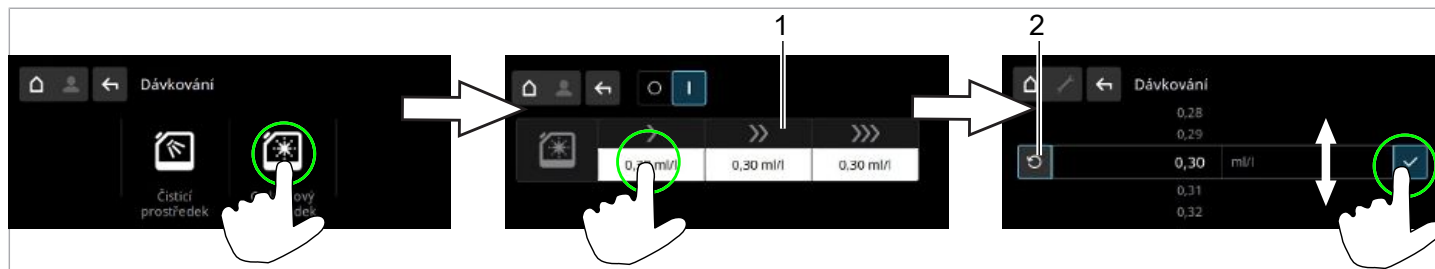 1
2
Dávkování
Čisticí
prostředek
0,30 ml/l
0,30 ml/l
Dávkování
0,28
0,29
0,30 ml/l
0,31
0,32